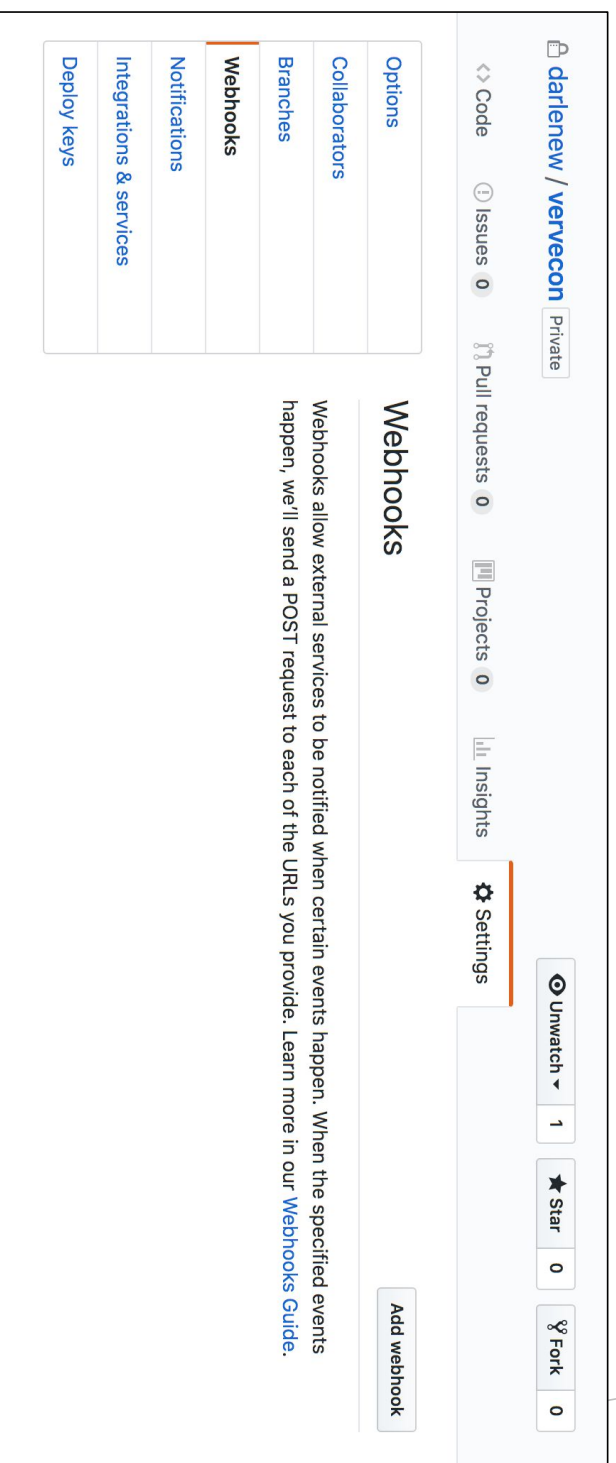 darlenew / vervecon Private
Unwatch 1 Star 0 Fork 0
Code Issues 0 Pull requests 0 Projects 0 Insights Settings
Options
Collaborators
Branches
Webhooks
Notifications
Integrations & services
Deploy keys
Webhooks
Add webhook
Webhooks allow external services to be notified when certain events happen. When the specified events
happen, we’ll send a POST request to each of the URLs you provide. Learn more in our Webhooks Guide.